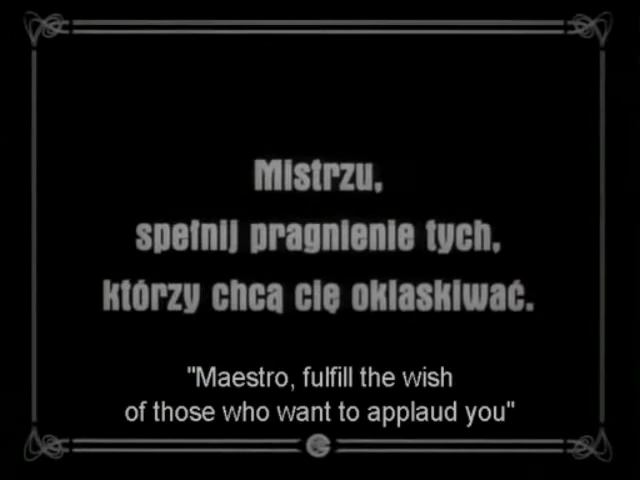 Mistrzu,
spełnij pragnienie tych,
którzy chcą cię oklaskiwać.
"Maestro, fulfill the wish
of those who want to applaud you"